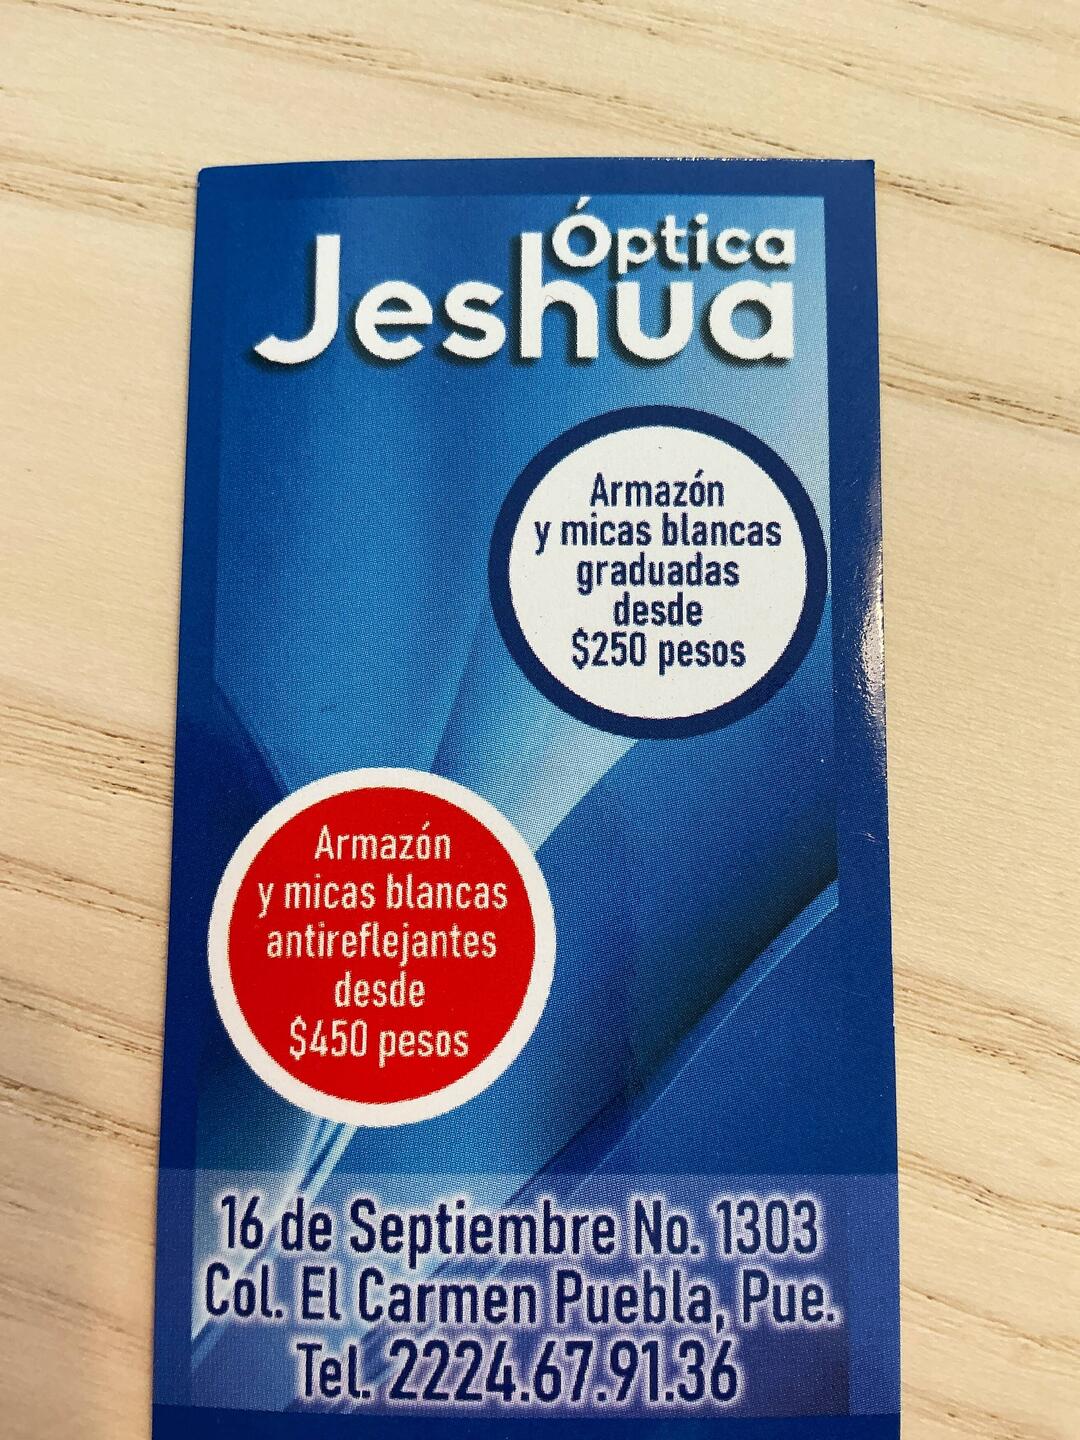 Óptica
Jeshua
Armazón
y micas blancas
graduadas
desde
$250 pesos
Armazón
y micas blancas
antireflejantes
desde
$450 pesos
16 de Septiembre No. 1303
Col. El Carmen Puebla, Pue.
Tel. 2224.67.91.36